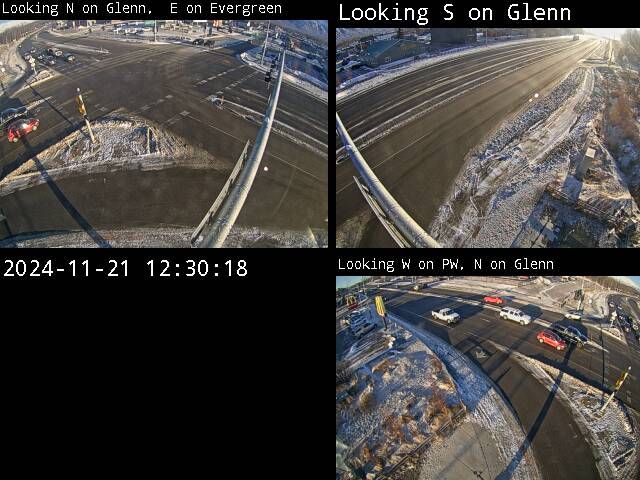 Looking N on Glenn, E on Evergreen
Looking S on Glenn
2024-11-21 12:30:18
Looking W on PW, N on Glenn